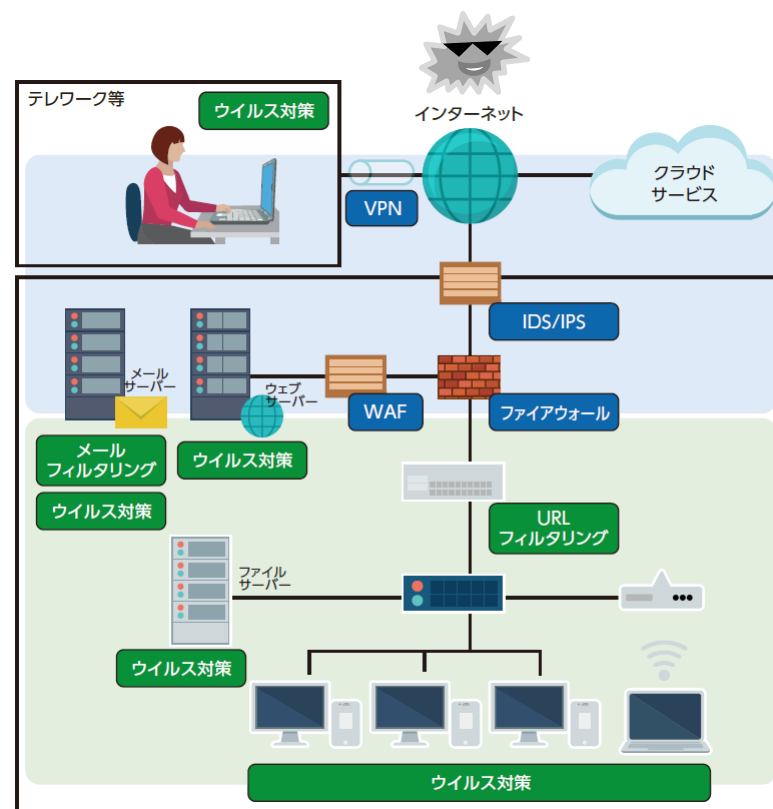 テレワーク等
ウイルス対策
インターネット
クラウド
サービス
VPN
IDS/IPS
メール
サーバー
ウェブ
サーバー
WAF
ファイアウォール
メール
フィルタリング
ウイルス対策
ウイルス対策
URL
フィルタリング
ファイル
サーバー
ウイルス対策
ウイルス対策